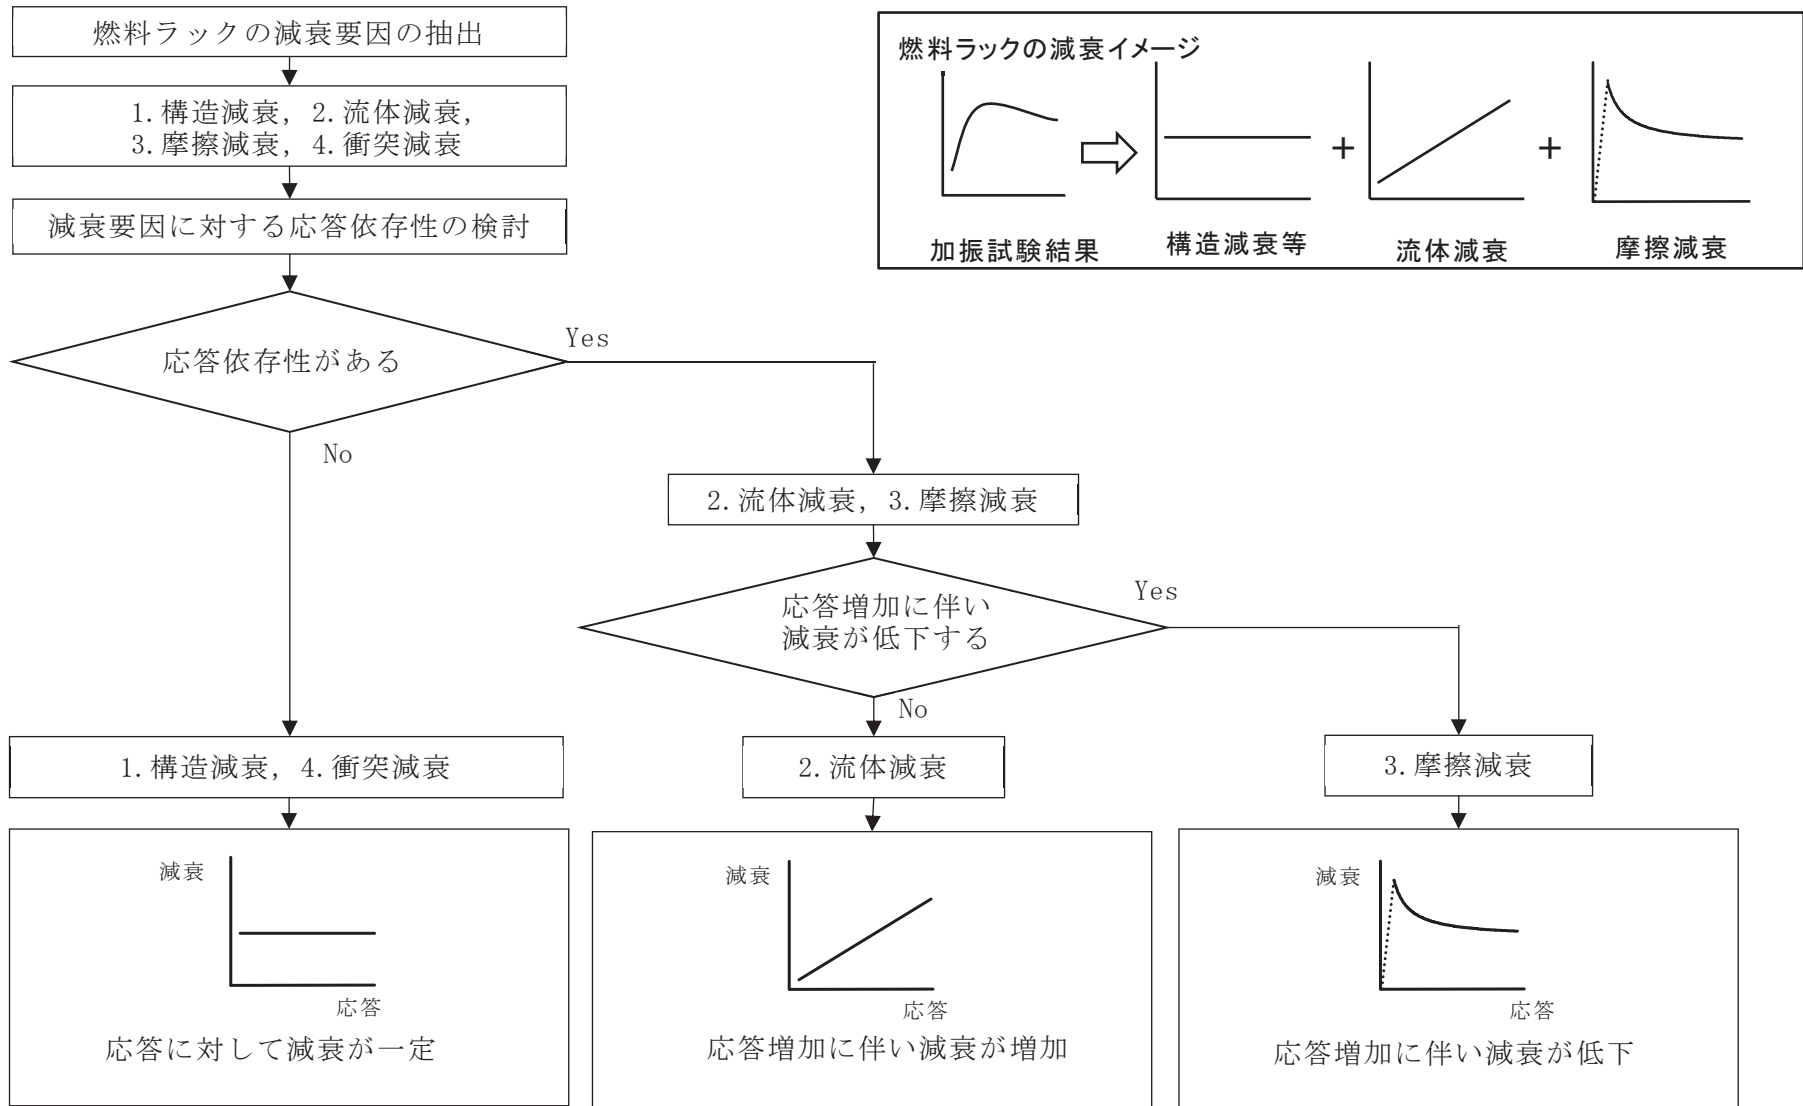 燃料ラックの減衰要因の抽出
1.構造減衰, 2.流体減衰,
3.摩擦減衰, 4.衝突減衰
減衰要因に対する応答依存性の検討
応答依存性がある
Yes
No
燃料ラックの減衰イメージ
+
+
加振試験結果
構造減衰等
流体減衰
摩擦減衰
2.流体減衰, 3.摩擦減衰
応答増加に伴い
減衰が低下する
Yes
No
1.構造減衰, 4.衝突減衰
2.流体減衰
3.摩擦減衰
減衰
応答
応答に対して減衰が一定
減衰
応答
応答増加に伴い減衰が増加
減衰
応答
応答増加に伴い減衰が低下